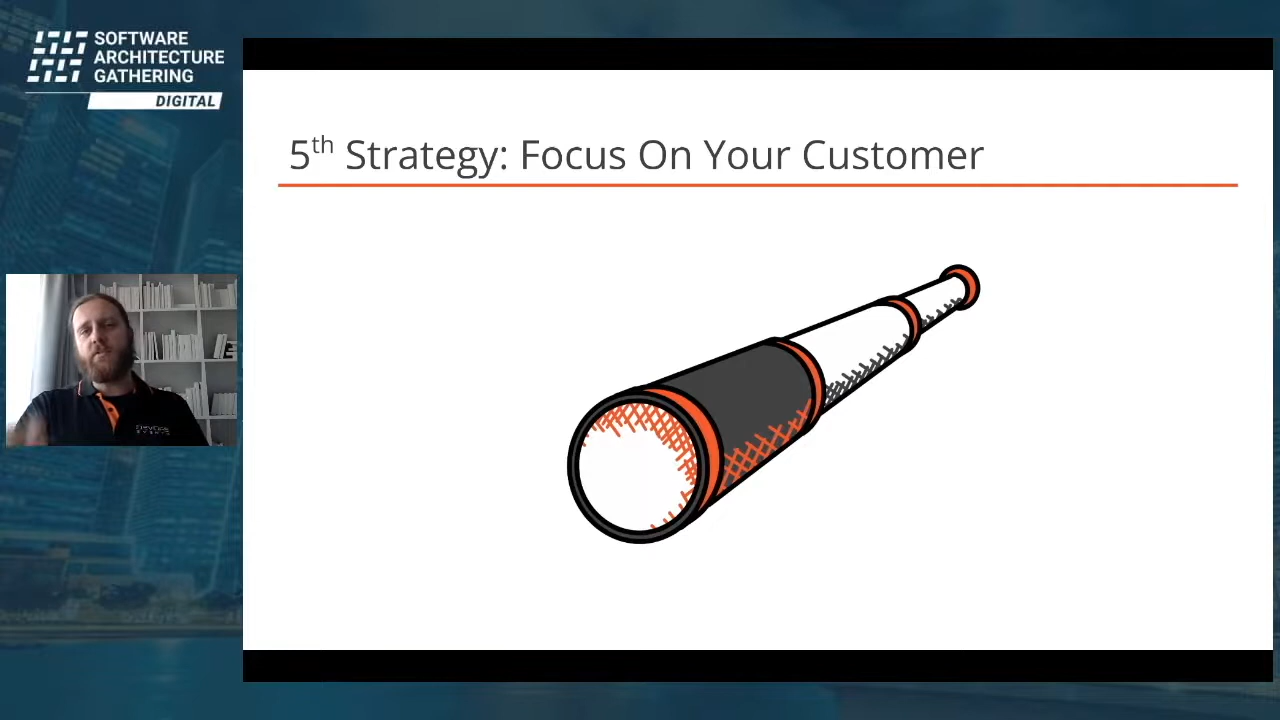 SOFTWARE
ARCHITECTURE
GATHERING
DIGITAL
5th Strategy: Focus On Your Customer